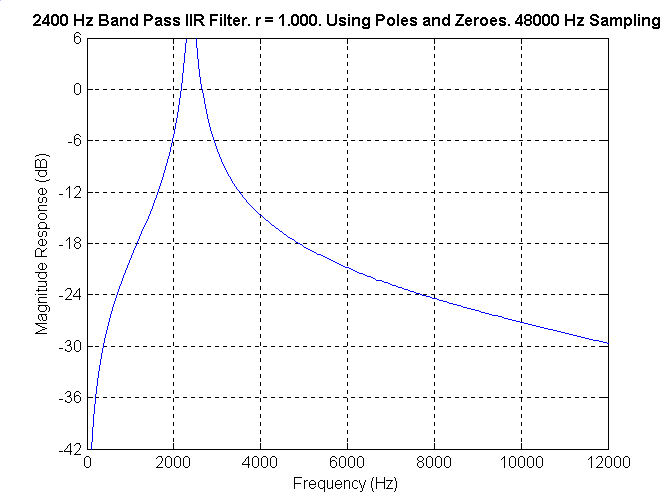 2400 Hz Band Pass IIR Filter. r = 1.000. Using Poles and Zeroes. 48000 Hz Sampling
6
0
-6
-12
-18
-24
-30
-36
-42
Magnitude Response (dB)
0 2000 4000 6000 8000 10000 12000
Frequency (Hz)